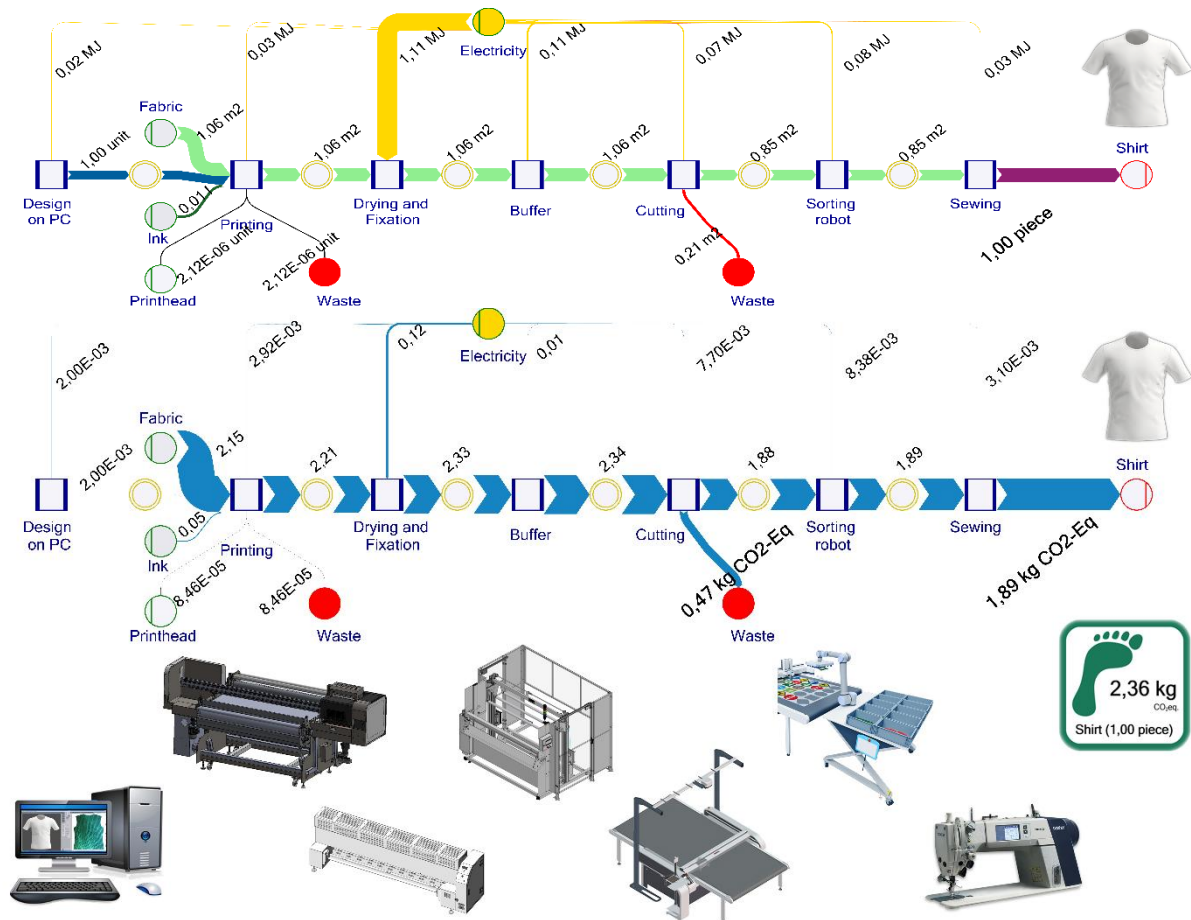 Electricity
0,02 MJ
0,03 MJ
1,11 MJ
0,11 MJ
0,07 MJ
0,08 MJ
0,03 MJ
Fabric
1,06 m2
1,00 unit
1,06 m2
1,06 m2
1,06 m2
0,85 m2
0,85 m2
Shirt
0,01 l
Design
on PC
Ink
Printing
Drying and
Fixation
Buffer
Cutting
Sorting
robot
Sewing
2,12E-06 unit
2,12E-06 unit
0,21 m2
1,00 piece
Printhead
Waste
Waste
Electricity
2,00E-03
2,92E-03
0,12
0,01
7,70E-03
8,38E-03
3,10E-03
Fabric
2,15
2,00E-03
2,21
2,33
2,34
1,88
1,89
Shirt
0,05
Design
on PC
Ink
Printing
Drying and
Fixation
Buffer
Cutting
Sorting
robot
Sewing
8,46E-05
8,46E-05
0,47 kg CO2-Eq
1,89 kg CO2-Eq
Printhead
Waste
Waste
2,36 kg
CO2eq.
Shirt (1,00 piece)